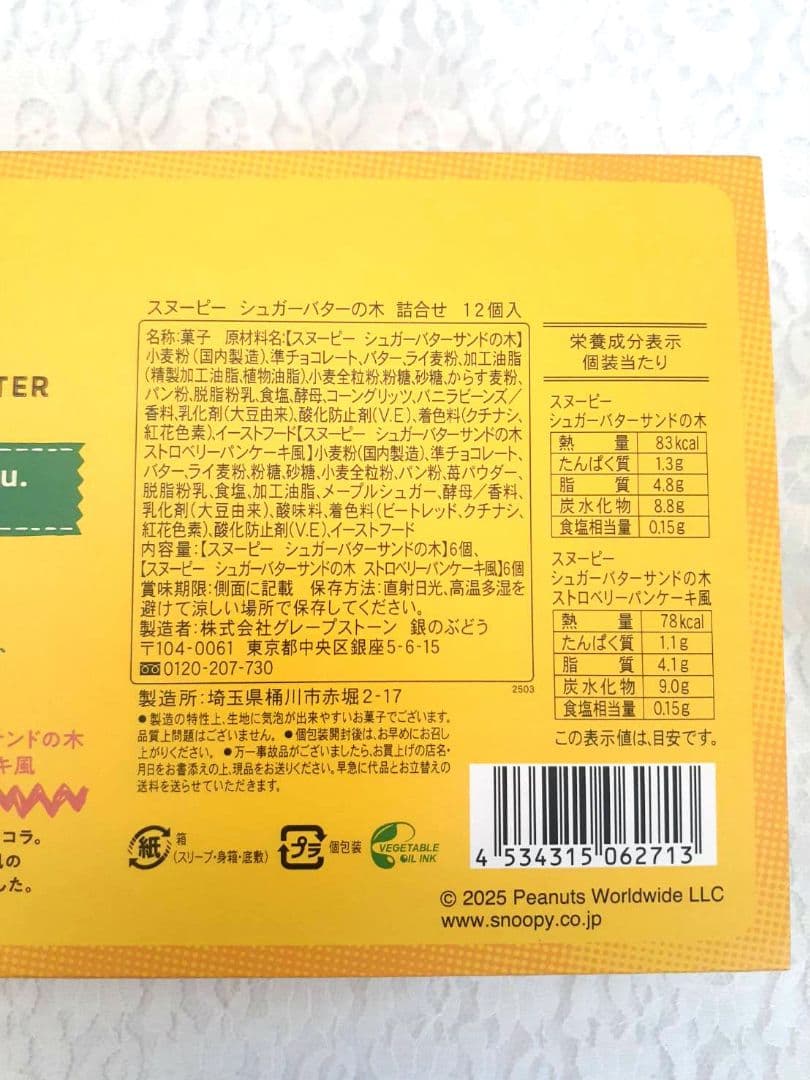 スヌーピー シュガーバターの木 詰合せ 12個入
名称:菓子 原材料名:【スヌーピー シュガーバターサンドの木】
小麦粉(国内製造)、準チョコレート、バター、ライ麦粉、加工油脂
(精製加工油脂、植物油脂)、小麦全粒粉、粉糖、砂糖、からす麦粉、
パン粉、脱脂粉乳、食塩、酵母、コーングリッツ、バニラビーンズ/
香料、乳化剤(大豆由来)、酸化防止剤(V.E)、着色料(クチナシ、
紅花色素)、イーストフード【スヌーピー シュガーバターサンドの木
ストロベリーパンケーキ風】小麦粉(国内製造)、準チョコレート、
バター、ライ麦粉、粉糖、砂糖、小麦全粒粉、パン粉、苺パウダー、
脱脂粉乳、食塩、加工油脂、メープルシュガー、酵母/香料、
乳化剤(大豆由来)、酸味料、着色料(ビートレッド、クチナシ、
紅花色素)、酸化防止剤(V.E)、イーストフード
内容量:【スヌーピー シュガーバターサンドの木】6個、
【スヌーピー シュガーバターサンドの木 ストロベリーパンケーキ風】6個
賞味期限:側面に記載 保存方法:直射日光、高温多湿を
避けて涼しい場所で保存してください。
製造者:株式会社グレープストーン 銀のぶどう
〒104-0061 東京都中央区銀座5-6-15
0120-207-730
2503
製造所:埼玉県桶川市赤堀2-17
●製造の特性上、生地に気泡が出来やすいお菓子でございます。
品質上問題はございません。 ●個包装開封後は、お早めにお召し
上がりください。 ●万一事故品がございましたら、お買上げの店名・
月日をお書添えの上、現品をお送りください。早急に代品とお立替えの
送料を送らせていただきます。
栄養成分表示
個装当たり
スヌーピー
シュガーバターサンドの木
熱量 83kcal
たんぱく質 1.3g
脂質 4.8g
炭水化物 8.8g
食塩相当量 0.15g
スヌーピー
シュガーバターサンドの木
ストロベリーパンケーキ風
熱量 78kcal
たんぱく質 1.1g
脂質 4.1g
炭水化物 9.0g
食塩相当量 0.15g
この表示値は、目安です。
紙 箱
(スリーブ・身箱・底敷)
プラ 個包装
VEGETABLE
OIL INK
4 534315 062713
© 2025 Peanuts Worldwide LLC
www.snoopy.co.jp
TER
u.
ンドの木
キ風
コラ。
の
した。